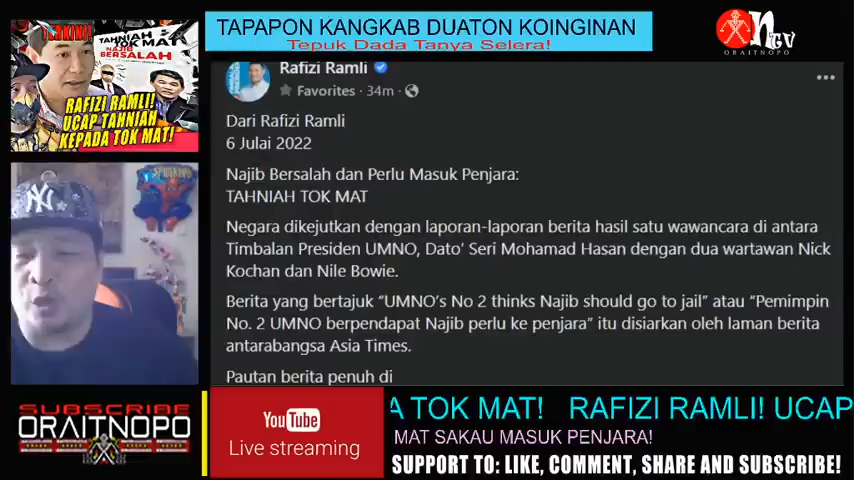 TAPAPON KANGKAB DUATON KOINGINAN
Tepuk Dada Tanya Selera!
n tv
ORAITNOPO
TAHNIAH TOK MAT
NAJIB
BERSALAH
RAFIZI RAMLI!
UCAP TAHNIAH
KEPADA TOK MAT!
Rafizi Ramli
Favorites · 34m ·
Dari Rafizi Ramli
6 Julai 2022
Najib Bersalah dan Perlu Masuk Penjara:
TAHNIAH TOK MAT
Negara dikejutkan dengan laporan-laporan berita hasil satu wawancara di antara
Timbalan Presiden UMNO, Dato’ Seri Mohamad Hasan dengan dua wartawan Nick
Kochan dan Nile Bowie.
Berita yang bertajuk “UMNO’s No 2 thinks Najib should go to jail” atau “Pemimpin
No. 2 UMNO berpendapat Najib perlu ke penjara” itu disiarkan oleh laman berita
antarabangsa Asia Times.
Pautan berita penuh di
NY
SUBSCRIBE
ORAITNOPO
YouTube
Live streaming
A TOK MAT! RAFIZI RAMLI! UCAP
MAT SAKAU MASUK PENJARA!
SUPPORT TO: LIKE, COMMENT, SHARE AND SUBSCRIBE!